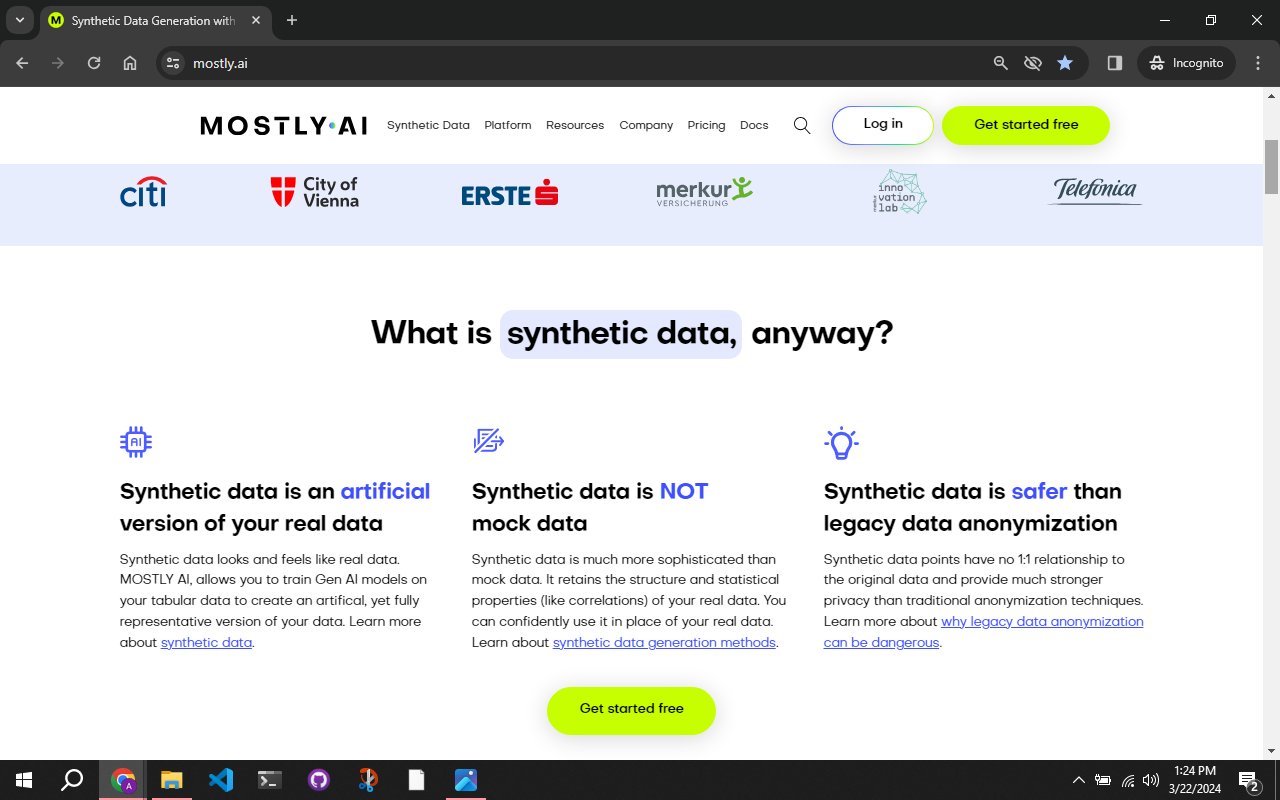 Synthetic Data Generation with
mostly.ai
Incognito
MOSTLY·AI
Synthetic Data
Platform
Resources
Company
Pricing
Docs
Log in
Get started free
citi
City of
Vienna
ERSTE
merkur
VERSICHERUNG
inno
vation
lab
Telefónica
What is synthetic data, anyway?
AI
Synthetic data is an artificial
version of your real data
Synthetic data looks and feels like real data.
MOSTLY AI, allows you to train Gen AI models on
your tabular data to create an artifical, yet fully
representative version of your data. Learn more
about synthetic data.
Synthetic data is NOT
mock data
Synthetic data is much more sophisticated than
mock data. It retains the structure and statistical
properties (like correlations) of your real data. You
can confidently use it in place of your real data.
Learn about synthetic data generation methods.
Synthetic data is safer than
legacy data anonymization
Synthetic data points have no 1:1 relationship to
the original data and provide much stronger
privacy than traditional anonymization techniques.
Learn more about why legacy data anonymization
can be dangerous.
Get started free
1:24 PM
3/22/2024
2